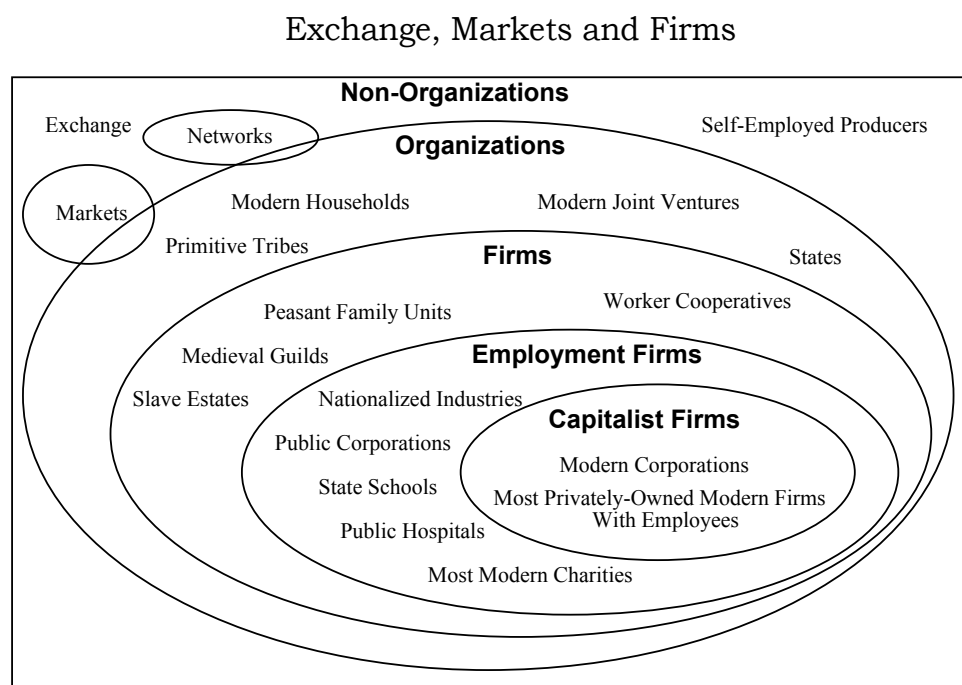 Exchange, Markets and Firms
Non-Organizations
Exchange
Networks
Self-Employed Producers
Organizations
Markets
Modern Households
Modern Joint Ventures
Primitive Tribes
Firms
States
Peasant Family Units
Worker Cooperatives
Medieval Guilds
Employment Firms
Slave Estates
Nationalized Industries
Capitalist Firms
Public Corporations
Modern Corporations
State Schools
Most Privately-Owned Modern Firms
With Employees
Public Hospitals
Most Modern Charities